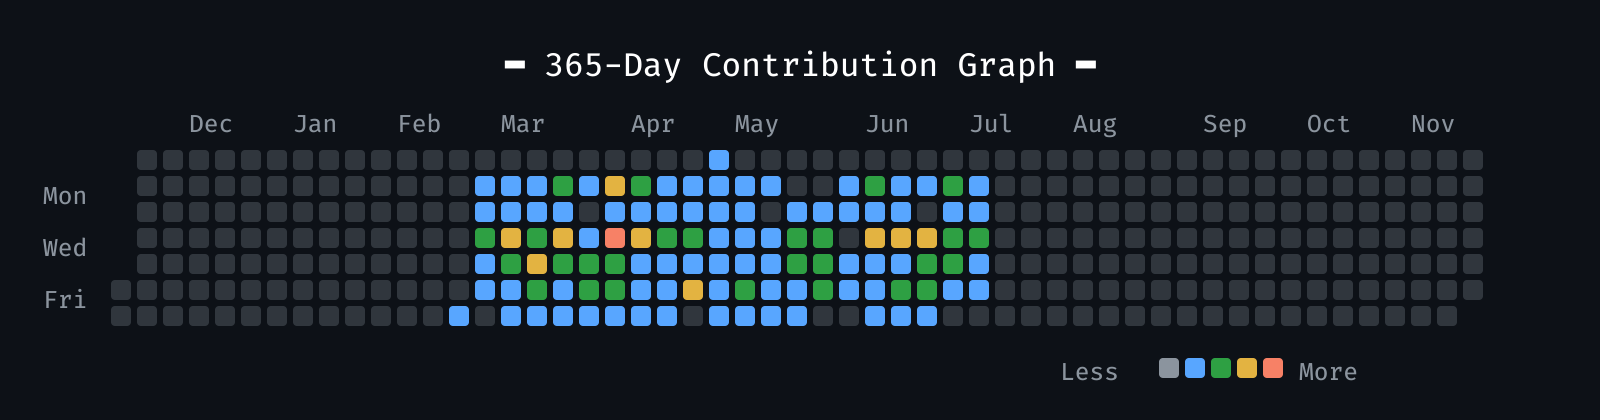 ━ 365-Day Contribution Graph ━
Dec Jan Feb Mar Apr May Jun Jul Aug Sep Oct Nov
Mon
Wed
Fri
Less More